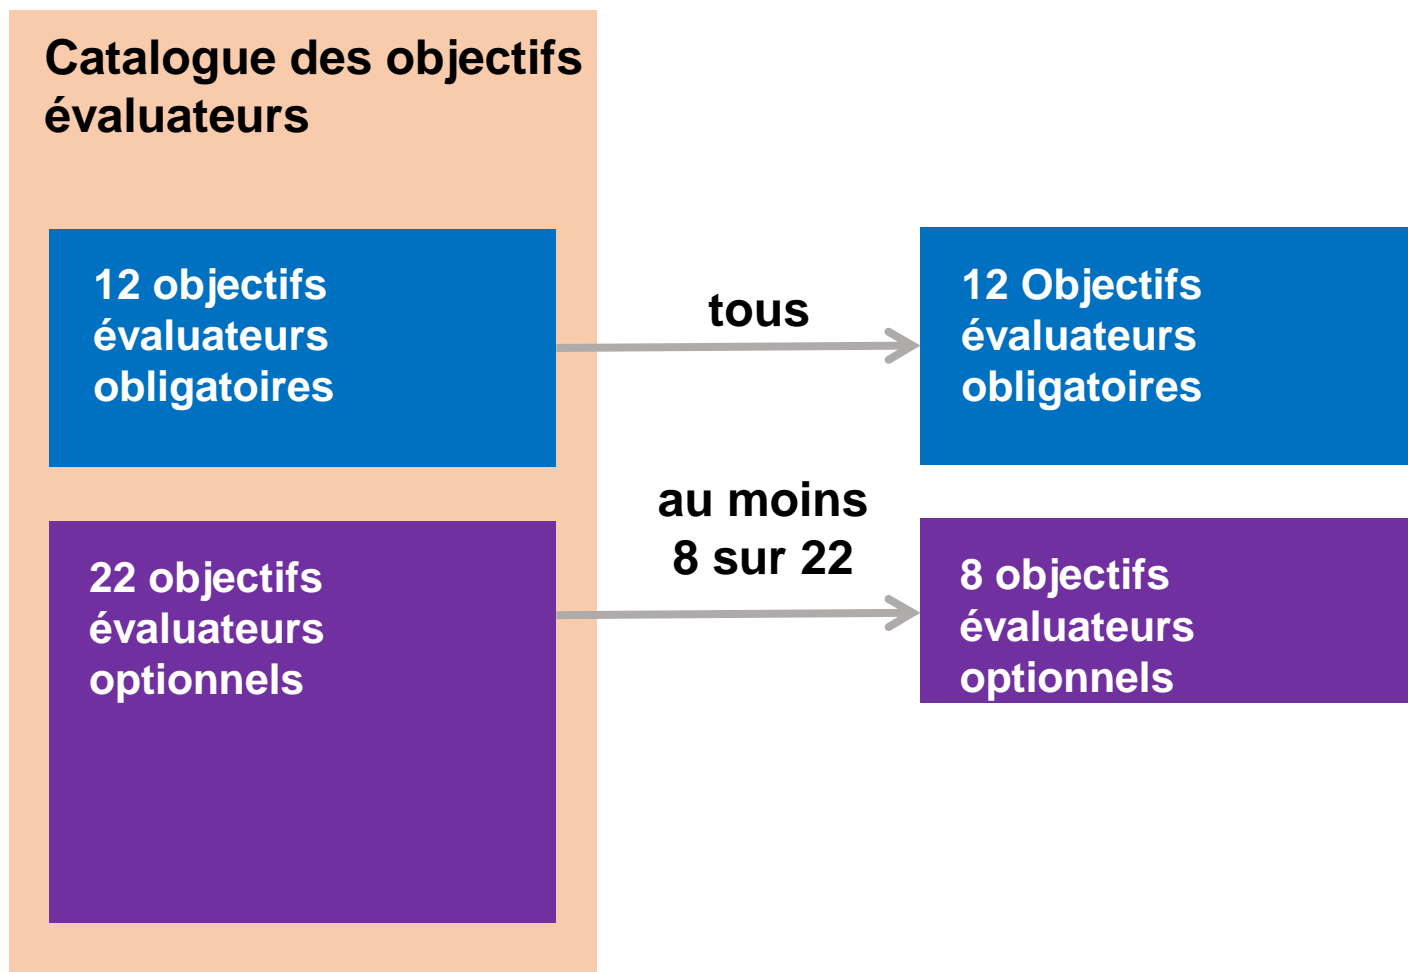 Catalogue des objectifs
évaluateurs
12 objectifs
évaluateurs
obligatoires
tous
12 Objectifs
évaluateurs
obligatoires
22 objectifs
évaluateurs
optionnels
au moins
8 sur 22
8 objectifs
évaluateurs
optionnels